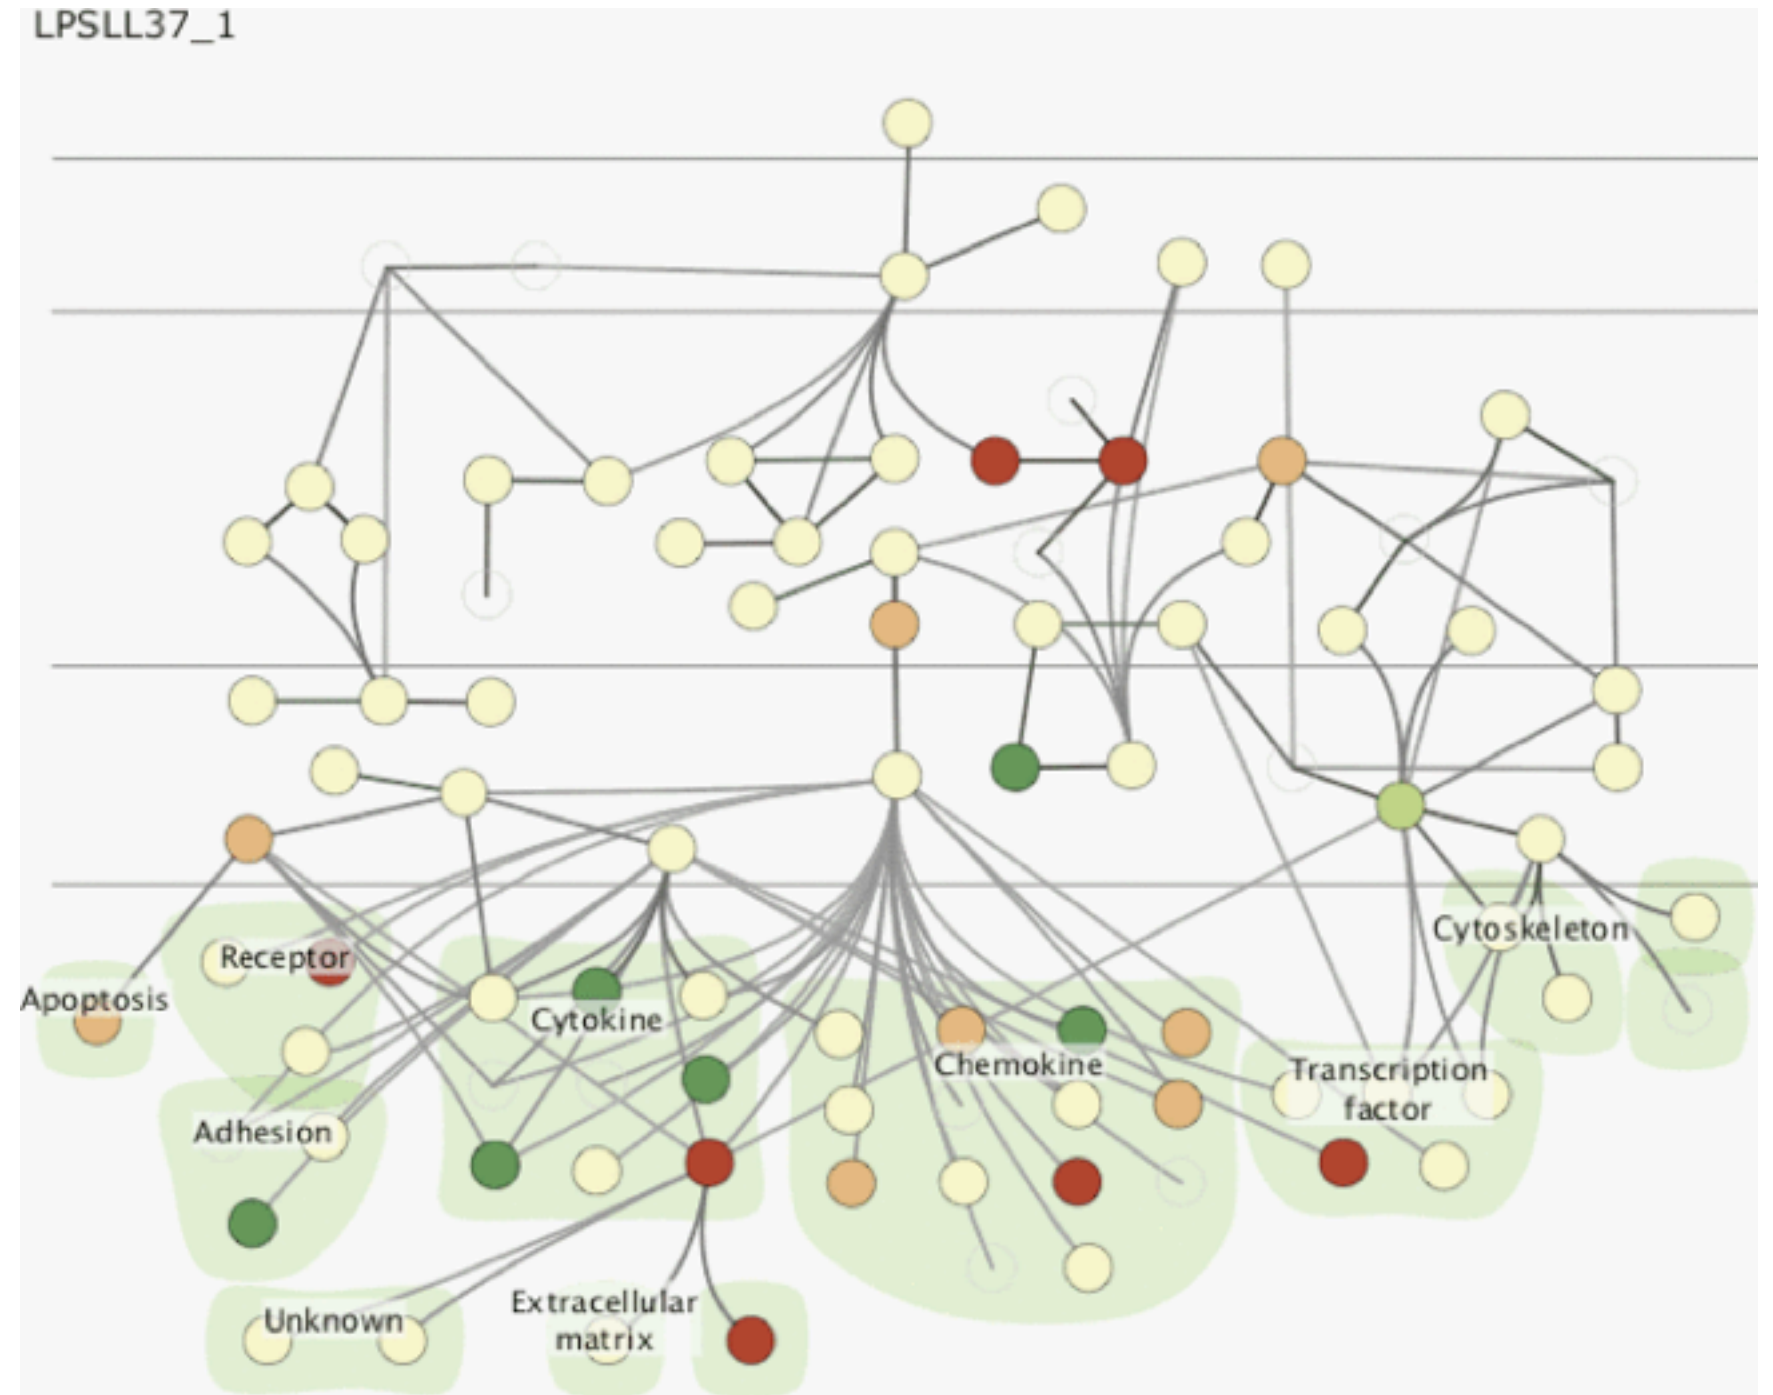 LPSLL37_1
Cytoskeleton
Receptor
Apoptosis
Cytokine
Chemokine
Transcription
factor
Adhesion
Unknown
Extracellular
matrix